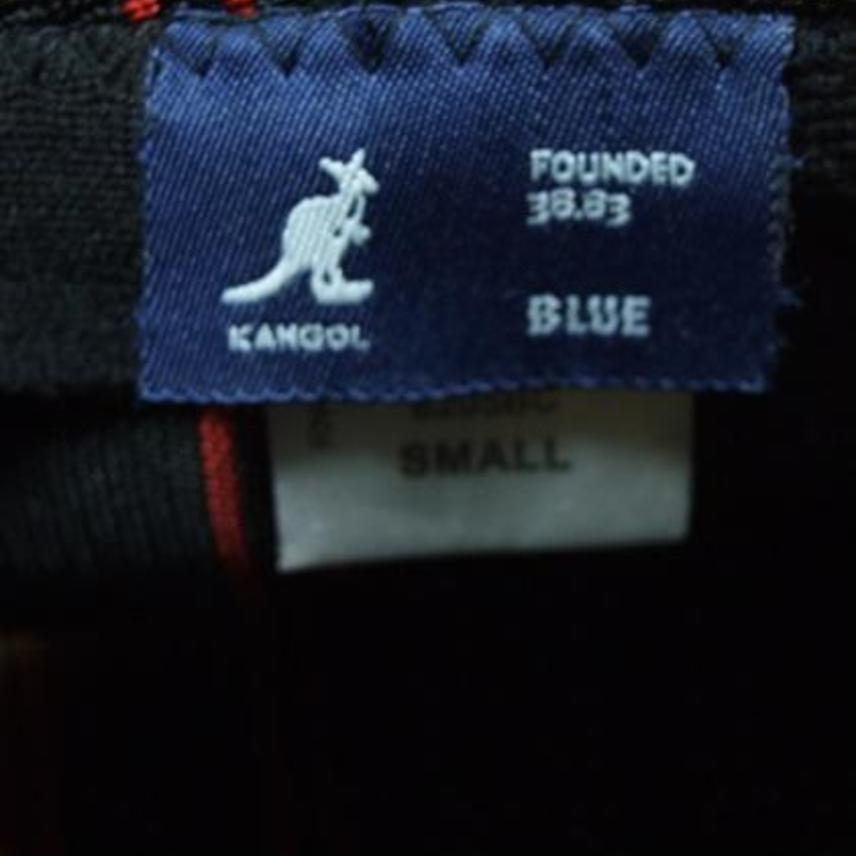 KANGOL
FOUNDED
38.83
BLUE
SMALL